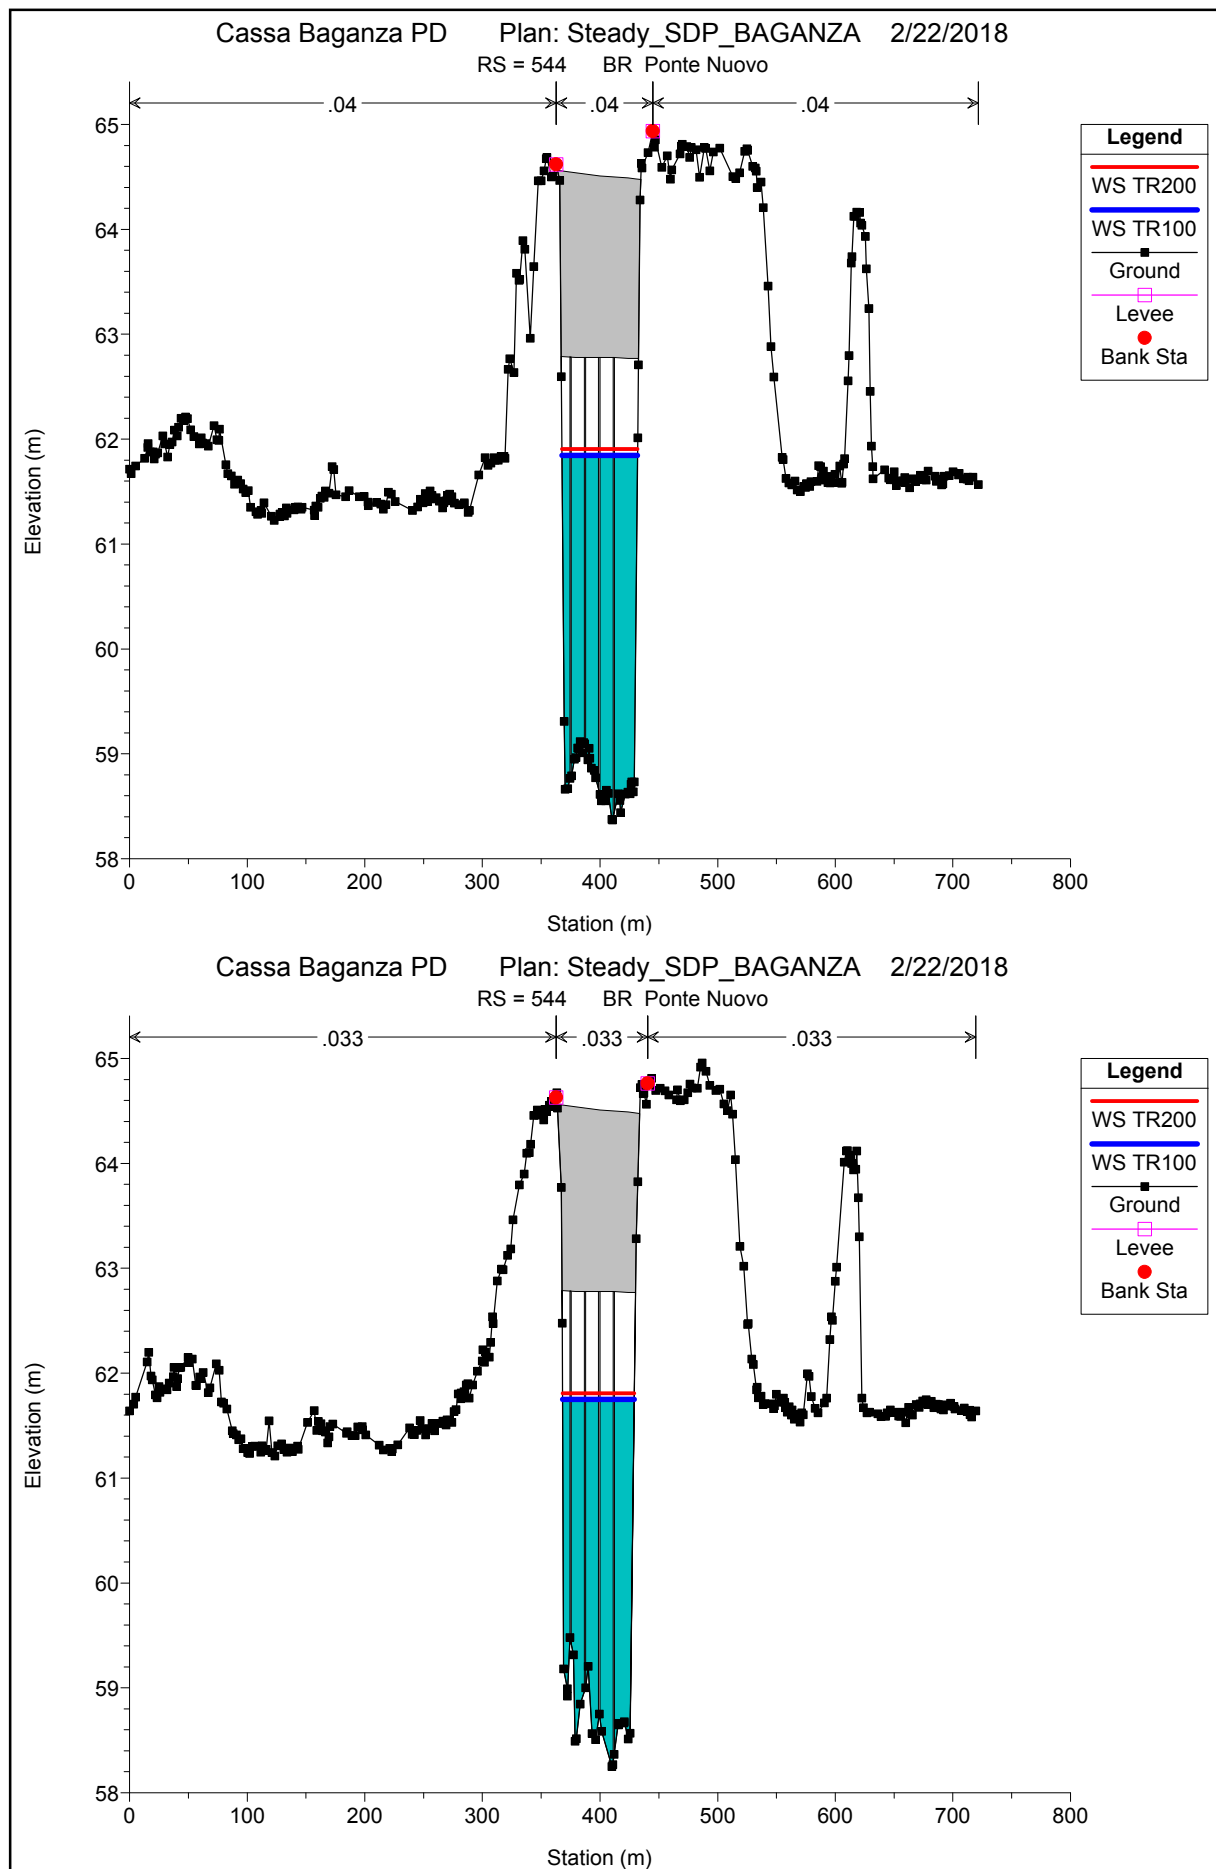 Cassa Baganza PD Plan: Steady_SDP_BAGANZA 2/22/2018
RS = 544 BR Ponte Nuovo
.04 .04 .04
Legend
WS TR200
WS TR100
Ground
Levee
Bank Sta
65
64
63
62
61
60
59
58
Elevation (m)
0 100 200 300 400 500 600 700 800
Station (m)
Cassa Baganza PD Plan: Steady_SDP_BAGANZA 2/22/2018
RS = 544 BR Ponte Nuovo
.033 .033 .033
Legend
WS TR200
WS TR100
Ground
Levee
Bank Sta
65
64
63
62
61
60
59
58
Elevation (m)
0 100 200 300 400 500 600 700 800
Station (m)